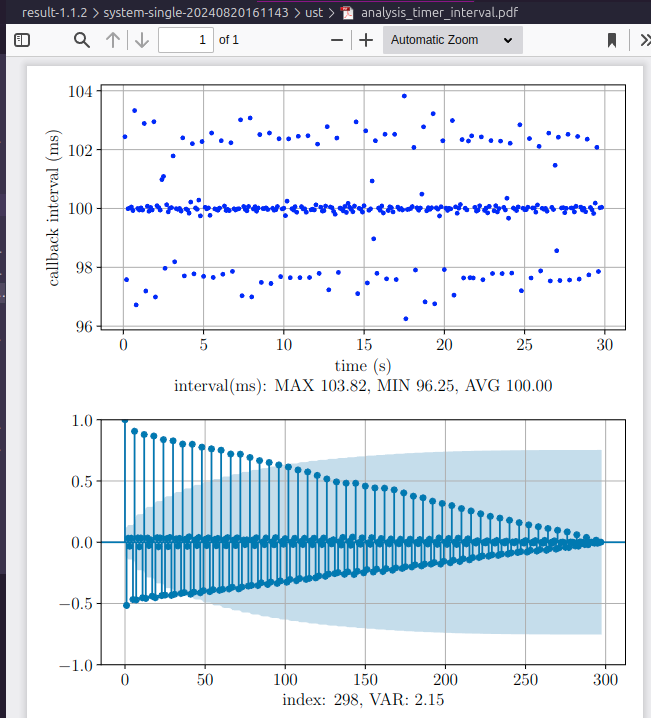 result-1.1.2 > system-single-20240820161143 > ust > analysis_timer_interval.pdf
1 of 1 Automatic Zoom
104
102
100
98
96
callback interval (ms)
0 5 10 15 20 25 30
time (s)
interval(ms): MAX 103.82, MIN 96.25, AVG 100.00
1.0
0.5
0.0
−0.5
−1.0
0 50 100 150 200 250 300
index: 298, VAR: 2.15